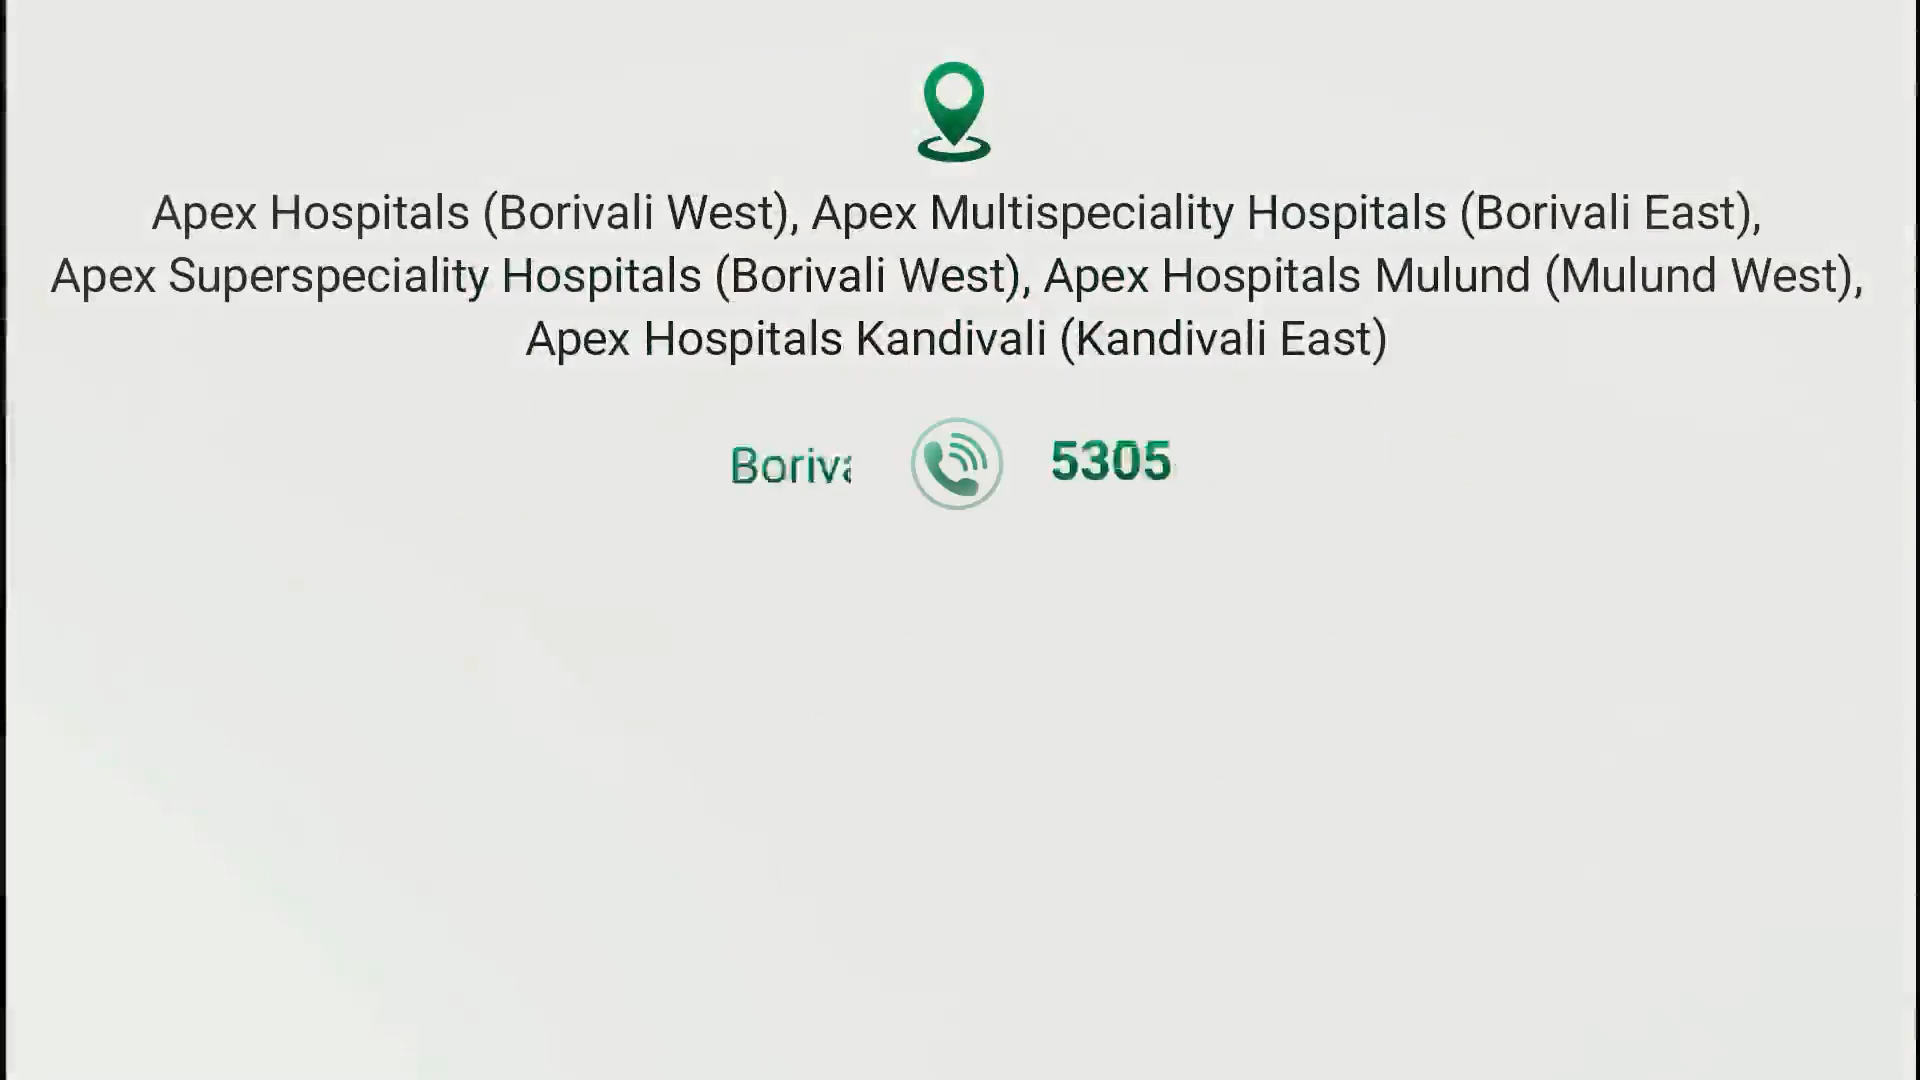 Apex Hospitals (Borivali West), Apex Multispeciality Hospitals (Borivali East),
Apex Superspeciality Hospitals (Borivali West), Apex Hospitals Mulund (Mulund West),
Apex Hospitals Kandivali (Kandivali East)
5305